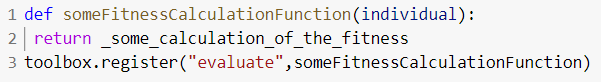 1 def someFitnessCalculationFunction(individual):
2  return _some_calculation_of_the_fitness
3 toolbox.register("evaluate",someFitnessCalculationFunction)